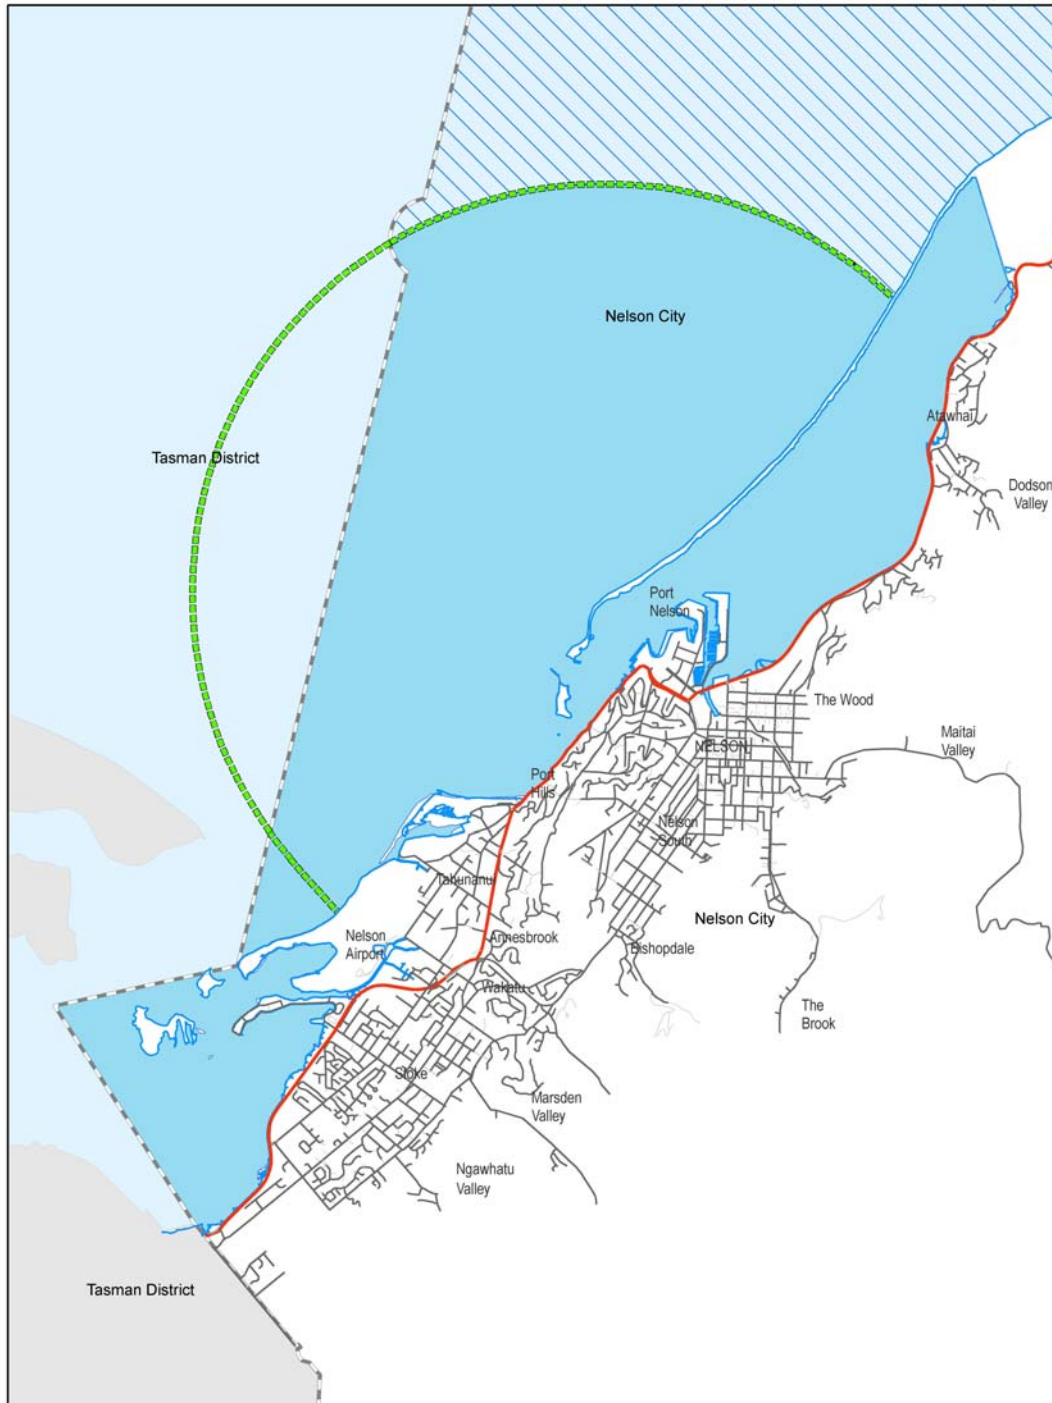 Nelson City
Atawhai
Tasman District
Dodson
Valley
Port
Nelson
The Wood
Maitai
Valley
NELSON
Port
Hills
Nelson
South
Tahunanui
Nelson City
Nelson
Airport
Annesbrook
Bishopdale
Wakatu
The
Brook
Stoke
Marsden
Valley
Ngawhatu
Valley
Tasman District